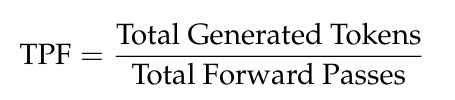 TPF = Total Generated Tokens / Total Forward Passes